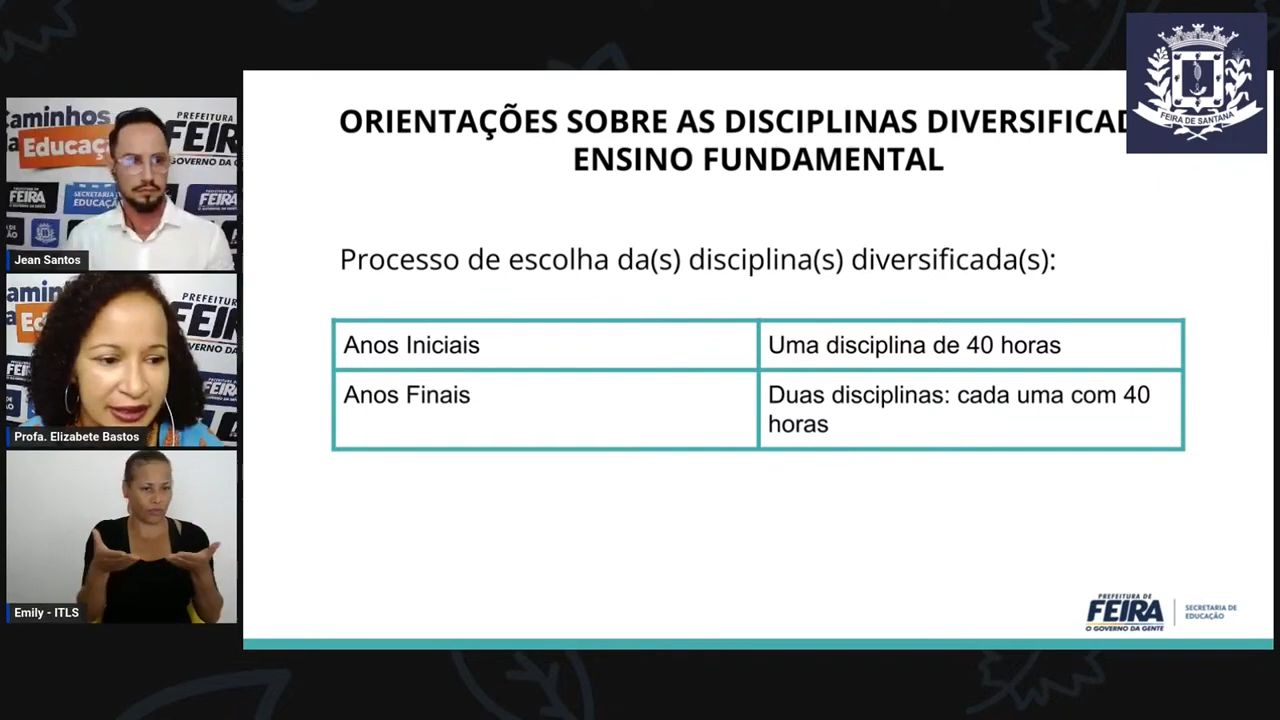 FEIRA DE SANTANA
ORIENTAÇÕES SOBRE AS DISCIPLINAS
ENSINO FUNDAMENTAL
Processo de escolha da(s) disciplina(s) diversificada(s):
Anos Iniciais
Uma disciplina de 40 horas
Anos Finais
Duas disciplinas: cada uma com 40
horas
PREFEITURA DE
FEIRA
O GOVERNO DA GENTE
SECRETARIA DE
EDUCAÇÃO
Jean Santos
Profa. Elizabete Bastos
Emily - ITLS